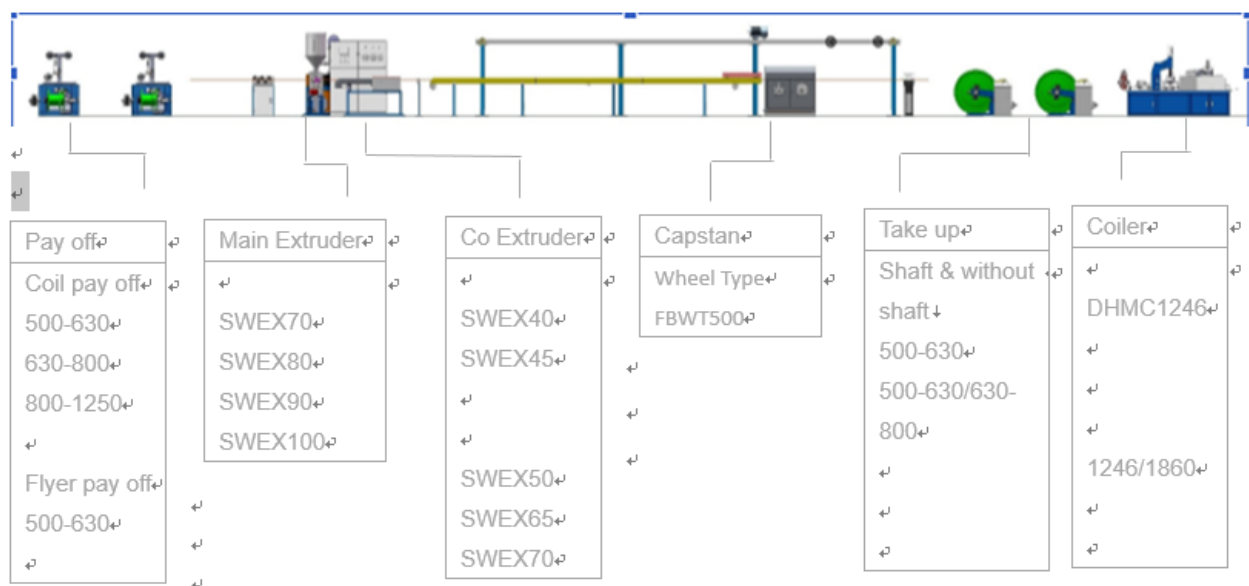 Pay off
Coil pay off
500-630
630-800
800-1250
Flyer pay off
500-630
Main Extruder
SWEX70
SWEX80
SWEX90
SWEX100
Co Extruder
SWEX40
SWEX45
SWEX50
SWEX65
SWEX70
Capstan
Wheel Type
FBWT500
Take up
Shaft & without
shaft
500-630
500-630/630-
800
Coiler
DHMC1246
1246/1860